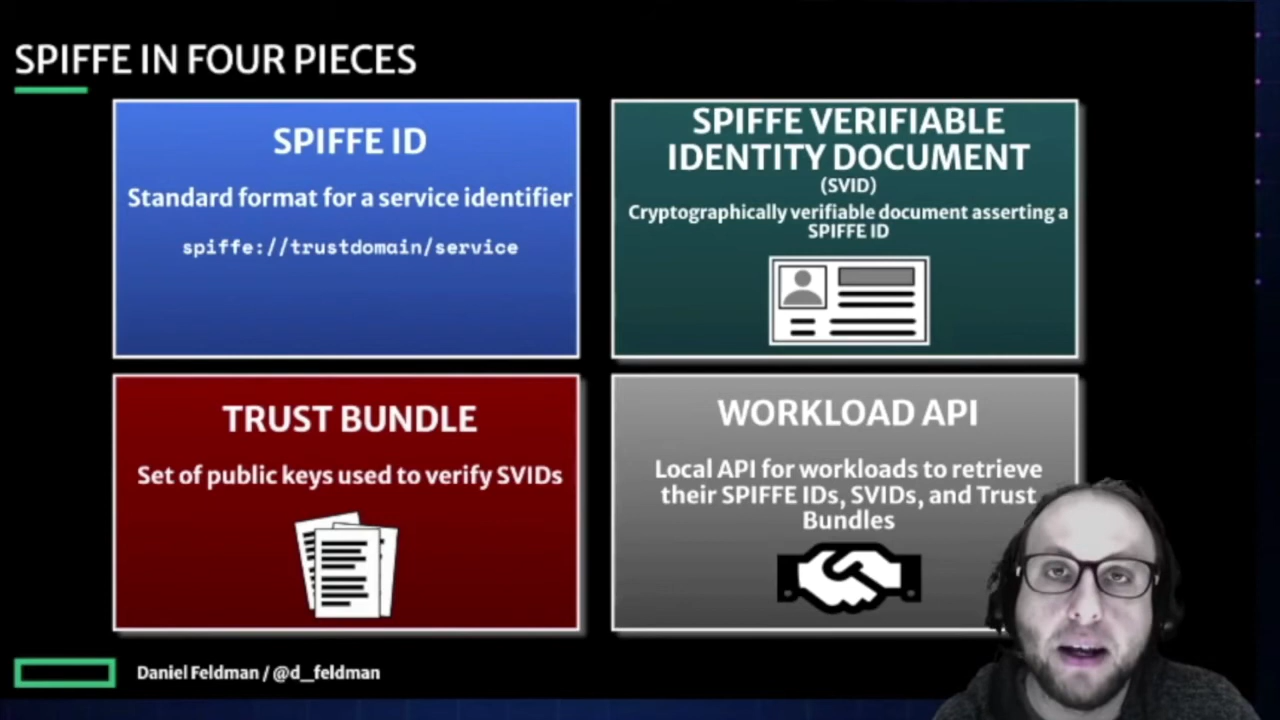 SPIFFE IN FOUR PIECES
SPIFFE ID
Standard format for a service identifier
spiffe://trustdomain/service
SPIFFE VERIFIABLE
IDENTITY DOCUMENT
(SVID)
Cryptographically verifiable document asserting a
SPIFFE ID
TRUST BUNDLE
Set of public keys used to verify SVIDs
WORKLOAD API
Local API for workloads to retrieve
their SPIFFE IDs, SVIDs, and Trust
Bundles
Daniel Feldman / @d_feldman